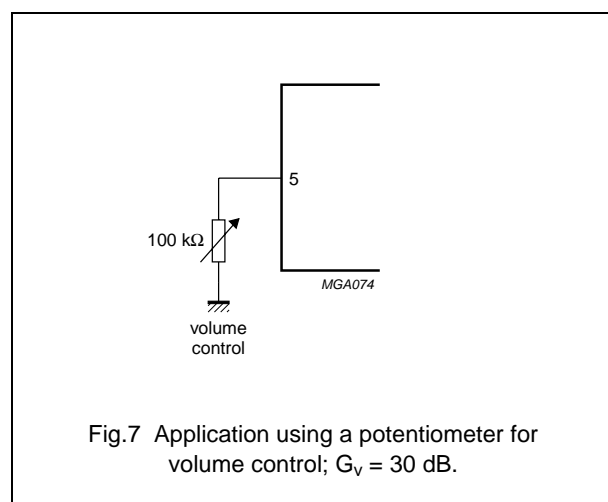 5
100 kΩ
MGA074
volume
control
Fig.7 Application using a potentiometer for
volume control; Gv = 30 dB.